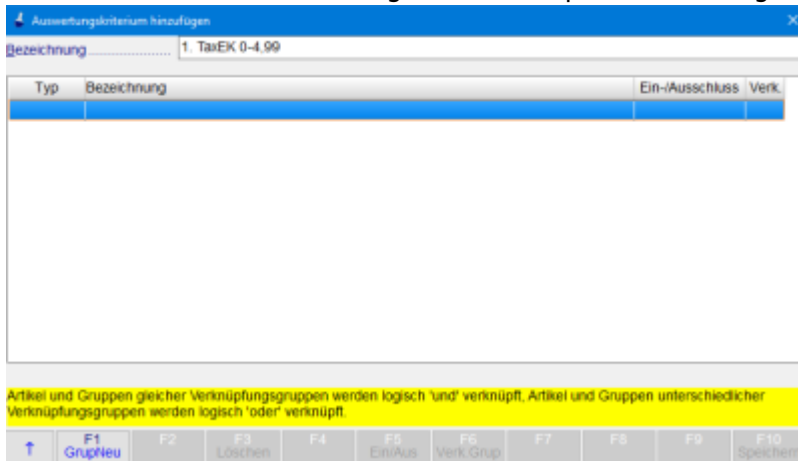 Auswertungskriterium hinzufügen
Bezeichnung 1. TaxEK 0-4,99
Typ Bezeichnung Ein-/Ausschluss Verk.
Artikel und Gruppen gleicher Verknüpfungsgruppen werden logisch 'und' verknüpft, Artikel und Gruppen unterschiedlicher
Verknüpfungsgruppen werden logisch 'oder' verknüpft.
F1 F2 F3 F4 F5 F6 F7 F8 F9 F10
GrupNeu Löschen Ein/Aus Verk.Grup Speichern